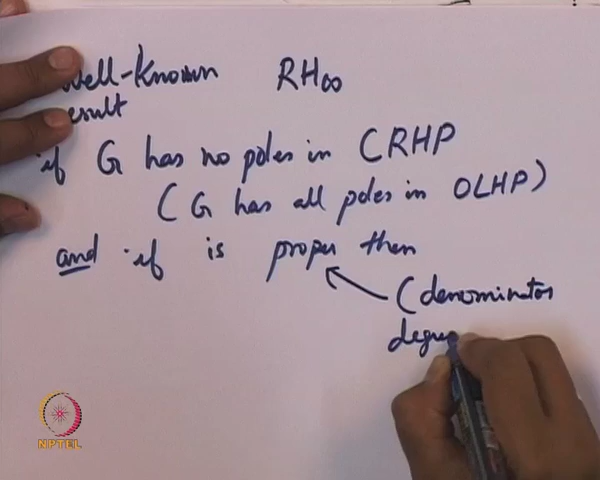 Well-Known RH∞
result
if G has no poles in CRHP
(G has all poles in OLHP)
and if is proper then
(denominator
degre
NPTEL